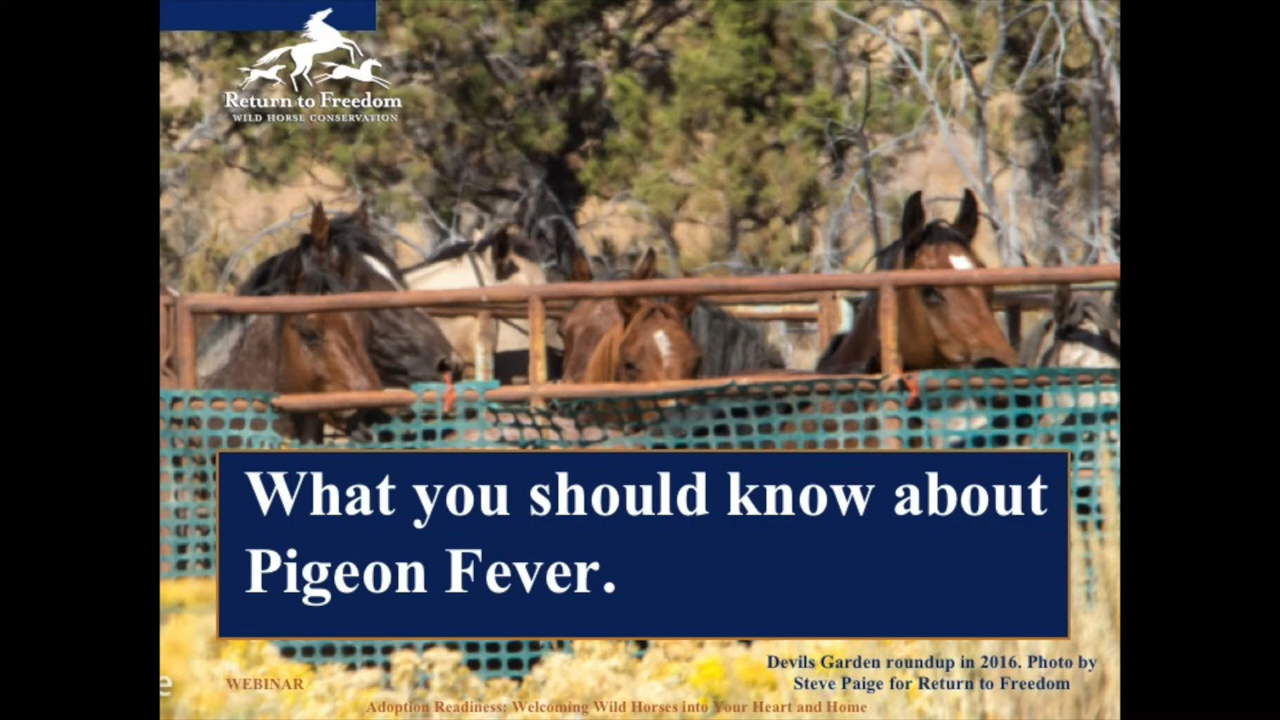 Return to Freedom
WILD HORSE CONSERVATION
What you should know about
Pigeon Fever.
Devils Garden roundup in 2016. Photo by
Steve Paige for Return to Freedom
e
WEBINAR
Adoption Readiness: Welcoming Wild Horses into Your Heart and Home